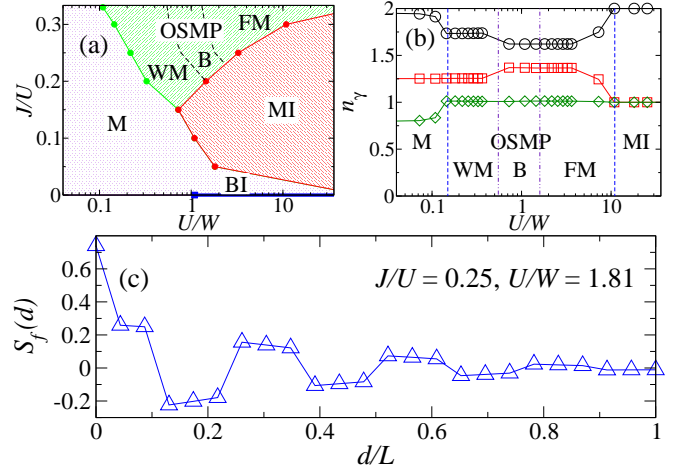 (a)
OSMP
FM
WM
B
M
MI
BI
J/U
0.3
0.2
0.1
0
0.1
1
10
U/W
(b)
n_γ
2
1.5
1
0.5
0
M
OSMP
MI
WM
B
FM
0.1
1
10
U/W
(c)
J/U = 0.25, U/W = 1.81
S_f(d)
0.6
0.4
0.2
0
-0.2
0
0.2
0.4
0.6
0.8
1
d/L